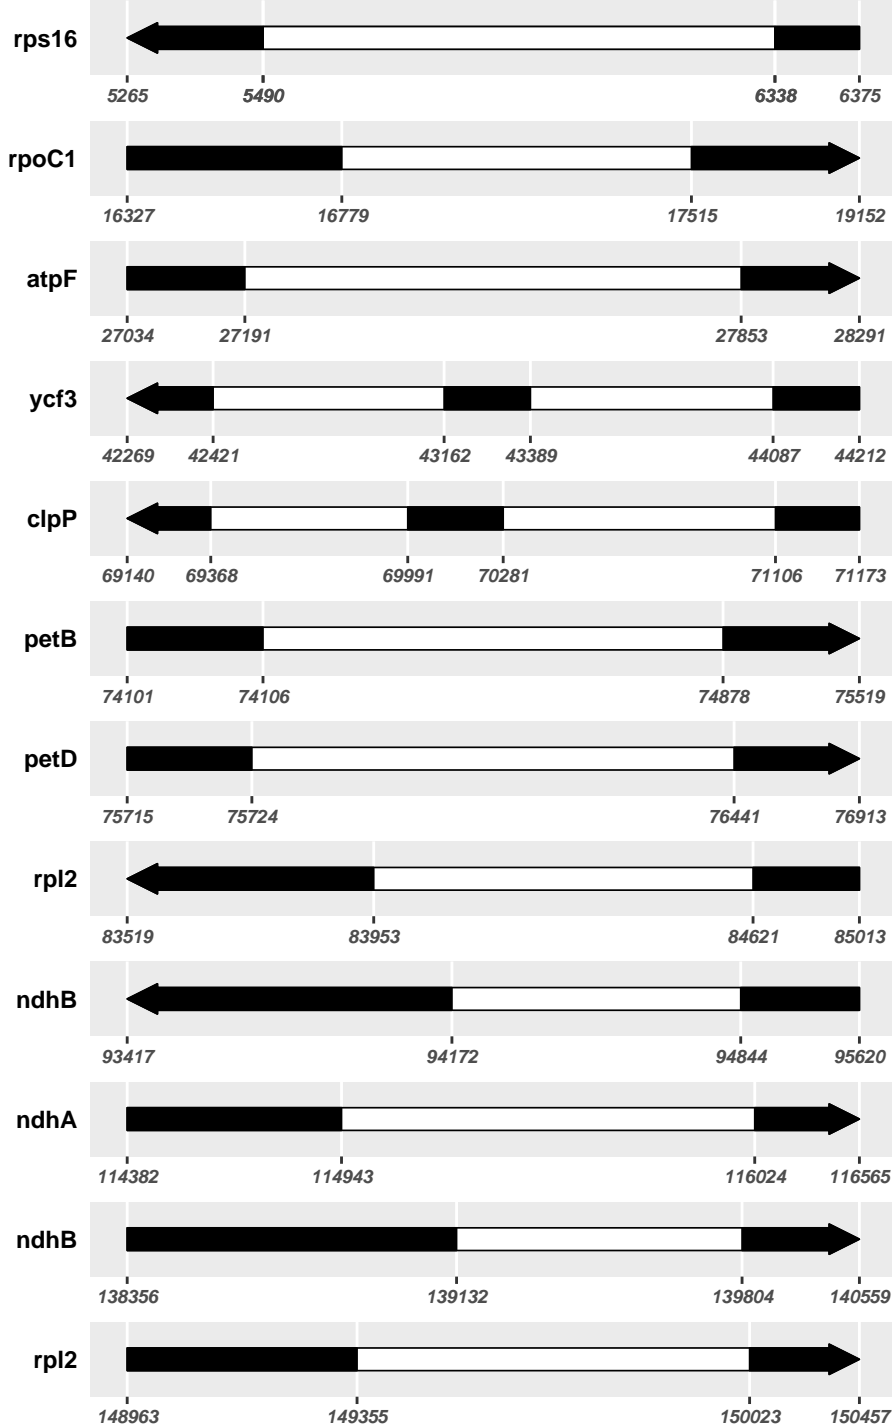 rps16
5265 5490 6338 6375
rpoC1
16327 16779 17515 19152
atpF
27034 27191 27853 28291
ycf3
42269 42421 43162 43389 44087 44212
clpP
69140 69368 69991 70281 71106 71173
petB
74101 74106 74878 75519
petD
75715 75724 76441 76913
rpl2
83519 83953 84621 85013
ndhB
93417 94172 94844 95620
ndhA
114382 114943 116024 116565
ndhB
138356 139132 139804 140559
rpl2
148963 149355 150023 150457